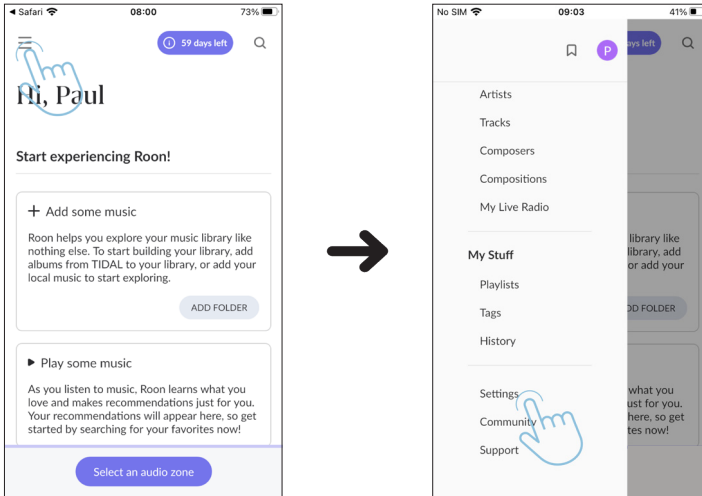 Safari 08:00 73%
59 days left
Hi, Paul
Start experiencing Roon!
+ Add some music
Roon helps you explore your music library like
nothing else. To start building your library, add
albums from TIDAL to your library, or add your
local music to start exploring.
ADD FOLDER
Play some music
As you listen to music, Roon learns what you
love and makes recommendations just for you.
Your recommendations will appear here, so get
started by searching for your favorites now!
Select an audio zone
No SIM 09:03 41%
P
ays left
Artists
Tracks
Composers
Compositions
My Live Radio
library like
library, add
or add your
My Stuff
Playlists
DD FOLDER
Tags
History
Settings
what you
ust for you.
Community
here, so get
tes now!
Support